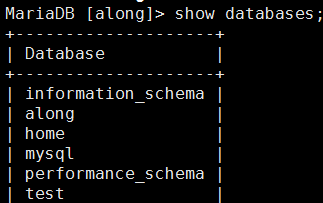 MariaDB [along]> show databases;
+--------------------+
| Database           |
+--------------------+
| information_schema |
| along              |
| home               |
| mysql              |
| performance_schema |
| test               |